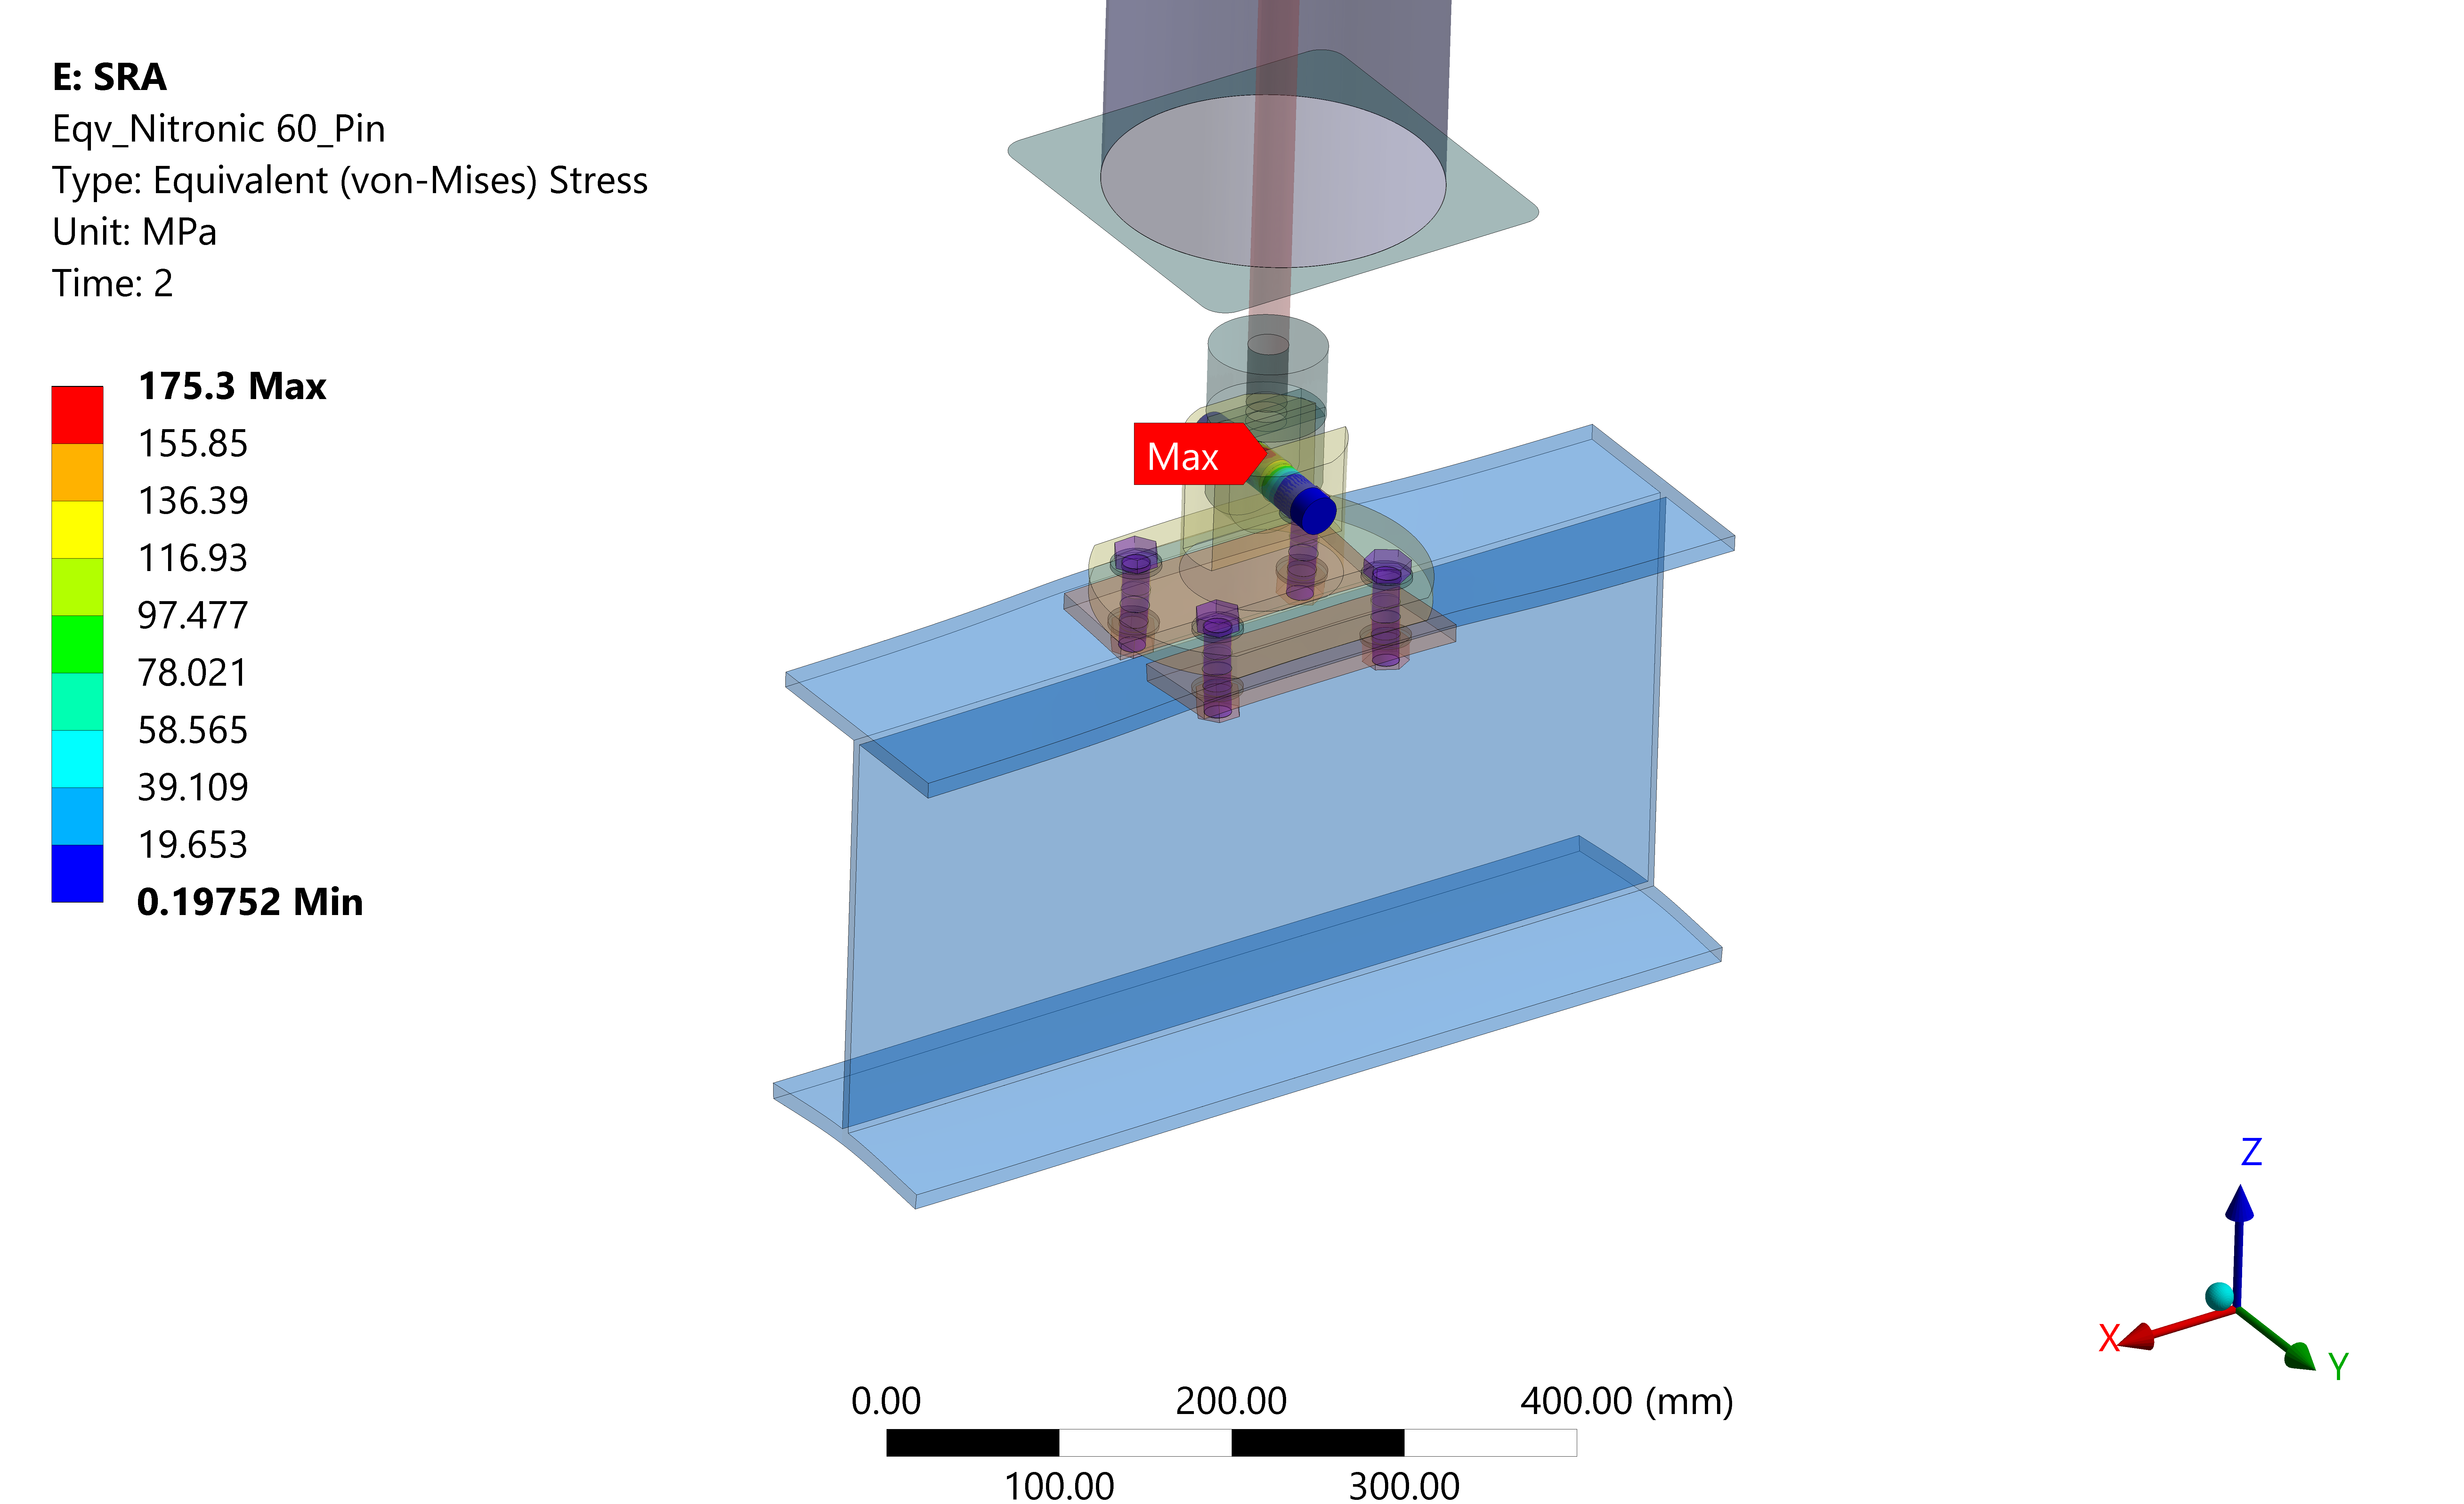 E: SRA
Eqv_Nitronic 60_Pin
Type: Equivalent (von-Mises) Stress
Unit: MPa
Time: 2
175.3 Max
155.85
136.39
116.93
97.477
78.021
58.565
39.109
19.653
0.19752 Min
Max
Z
X
Y
0.00 200.00 400.00 (mm)
100.00 300.00